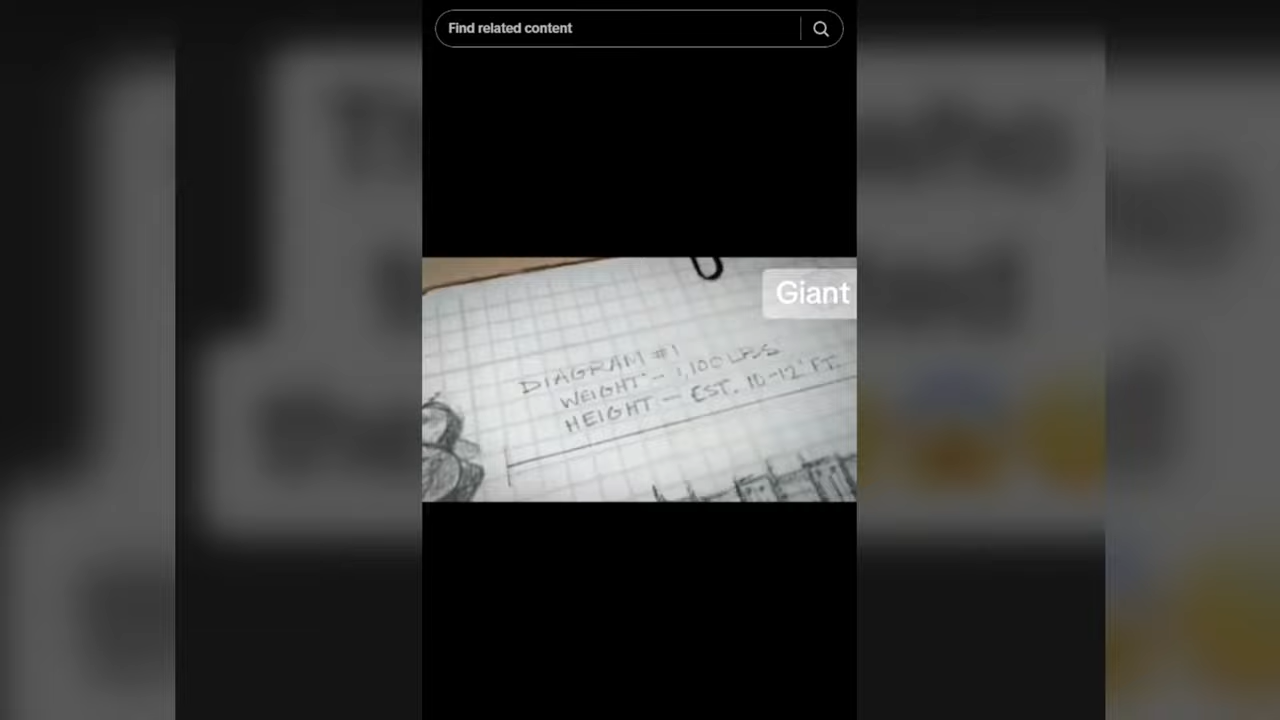 Find related content
Giant
DIAGRAM #1
WEIGHT - 1,100 LBS
HEIGHT - EST. 10-12' FT.